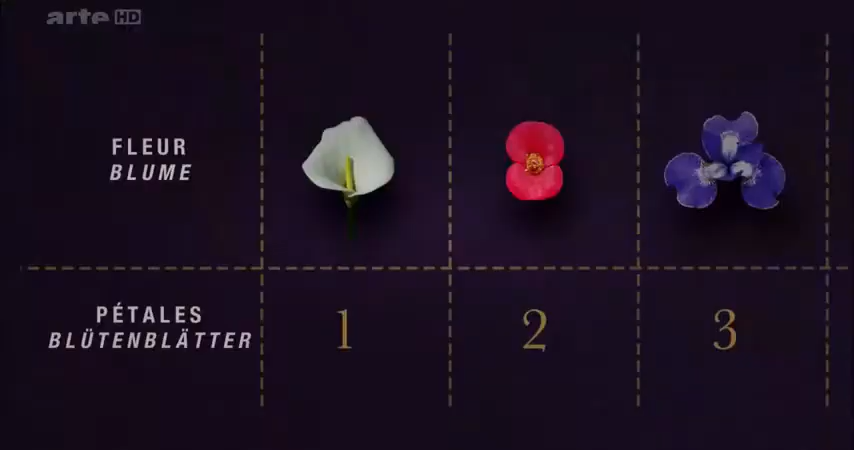 arte HD
FLEUR
BLUME
PÉTALES
BLÜTENBLÄTTER
1
2
3